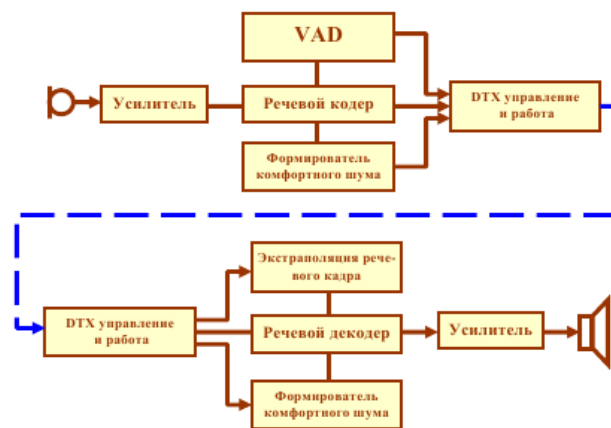 VAD
Усилитель
Речевой кодер
DTX управление
и работа
Формирователь
комфортного шума
Экстраполяция рече-
вого кадра
DTX управление
и работа
Речевой декодер
Усилитель
Формирователь
комфортного шума